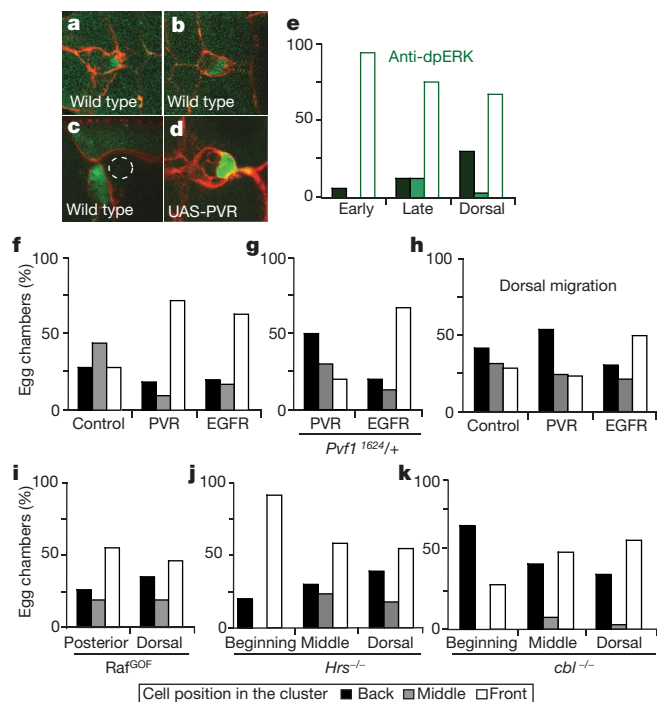 a
b
Wild type
Wild type
c
d
Wild type
UAS-PVR
e
100
50
0
Anti-dpERK
Early Late Dorsal
f
Egg chambers (%)
100
50
0
Control PVR EGFR
g
100
50
0
PVR EGFR
Pvf1 1624/+
h
Dorsal migration
100
50
0
Control PVR EGFR
i
Egg chambers (%)
100
50
0
Posterior Dorsal
RafGOF
j
100
50
0
Beginning Middle Dorsal
Hrs–/–
k
100
50
0
Beginning Middle Dorsal
cbl –/–
Cell position in the cluster Back Middle Front